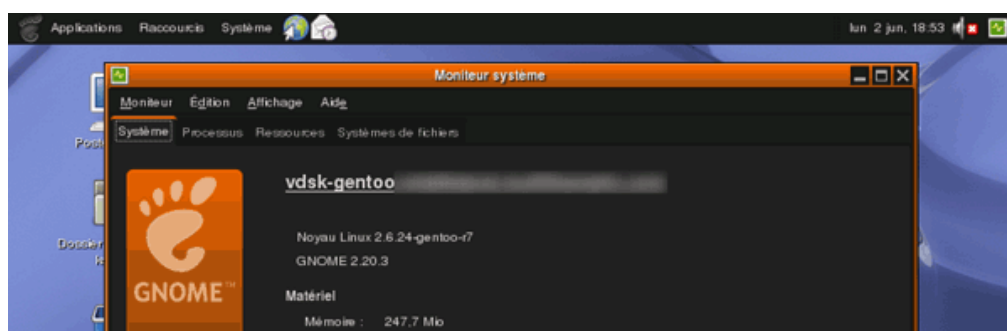 Applications Raccourcis Système lun 2 jun, 18:53
Moniteur système
Moniteur Édition Affichage Aide
Système Processus Ressources Systèmes de fichiers
vdsk-gentoo
Noyau Linux 2.6.24-gentoo-r7
GNOME 2.20.3
GNOME™
Matériel
Mémoire : 247,7 Mio